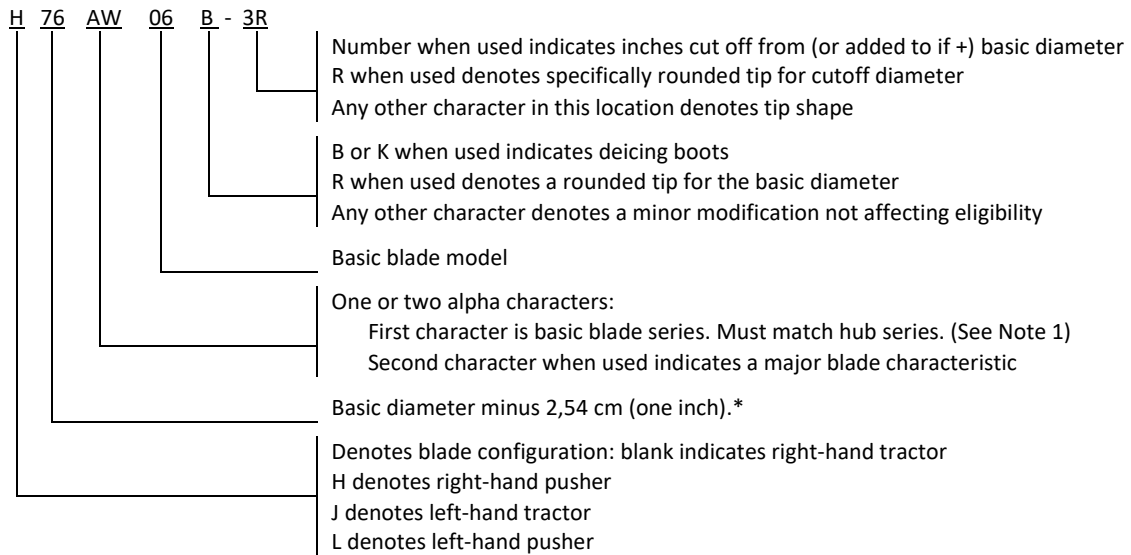 H 76 AW 06 B - 3R
Number when used indicates inches cut off from (or added to if +) basic diameter
R when used denotes specifically rounded tip for cutoff diameter
Any other character in this location denotes tip shape
B or K when used indicates deicing boots
R when used denotes a rounded tip for the basic diameter
Any other character denotes a minor modification not affecting eligibility
Basic blade model
One or two alpha characters:
First character is basic blade series. Must match hub series. (See Note 1)
Second character when used indicates a major blade characteristic
Basic diameter minus 2,54 cm (one inch).*
Denotes blade configuration: blank indicates right-hand tractor
H denotes right-hand pusher
J denotes left-hand tractor
L denotes left-hand pusher